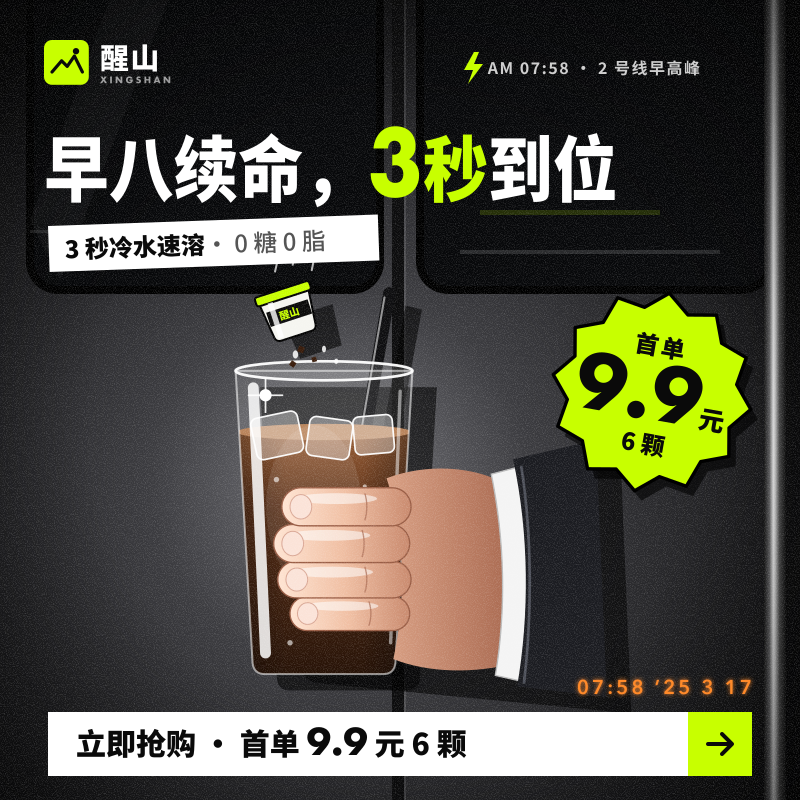 醒山
XINGSHAN
AM 07:58 • 2 号线早高峰
早八续命，3秒到位
3 秒冷水速溶 • 0 糖 0 脂
醒山
首单
9.9元
6 颗
07:58 ’25 3 17
立即抢购 • 首单 9.9 元 6 颗